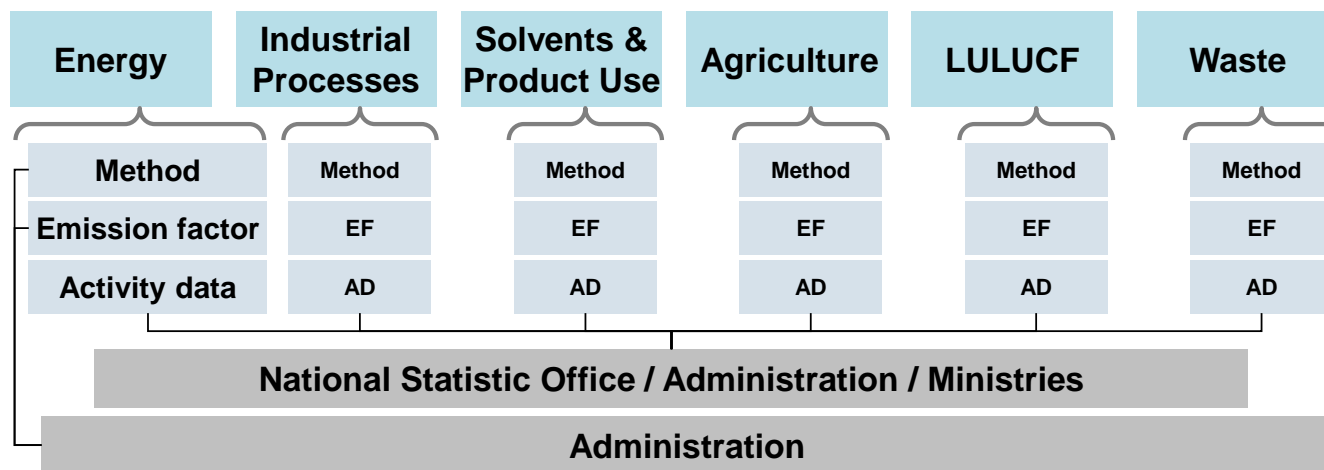 Energy
Industrial
Processes
Solvents &
Product Use
Agriculture
LULUCF
Waste
Method
Method
Method
Method
Method
Method
Emission factor
EF
EF
EF
EF
EF
Activity data
AD
AD
AD
AD
AD
National Statistic Office / Administration / Ministries
Administration